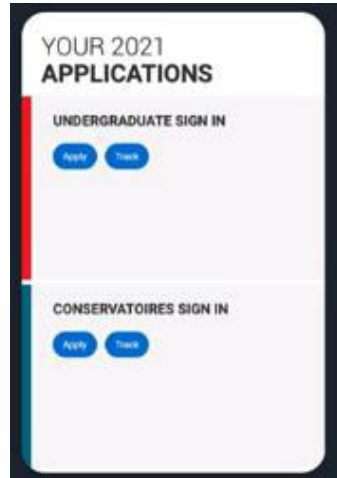 YOUR 2021
APPLICATIONS
UNDERGRADUATE SIGN IN
Apply Track
CONSERVATOIRES SIGN IN
Apply Track